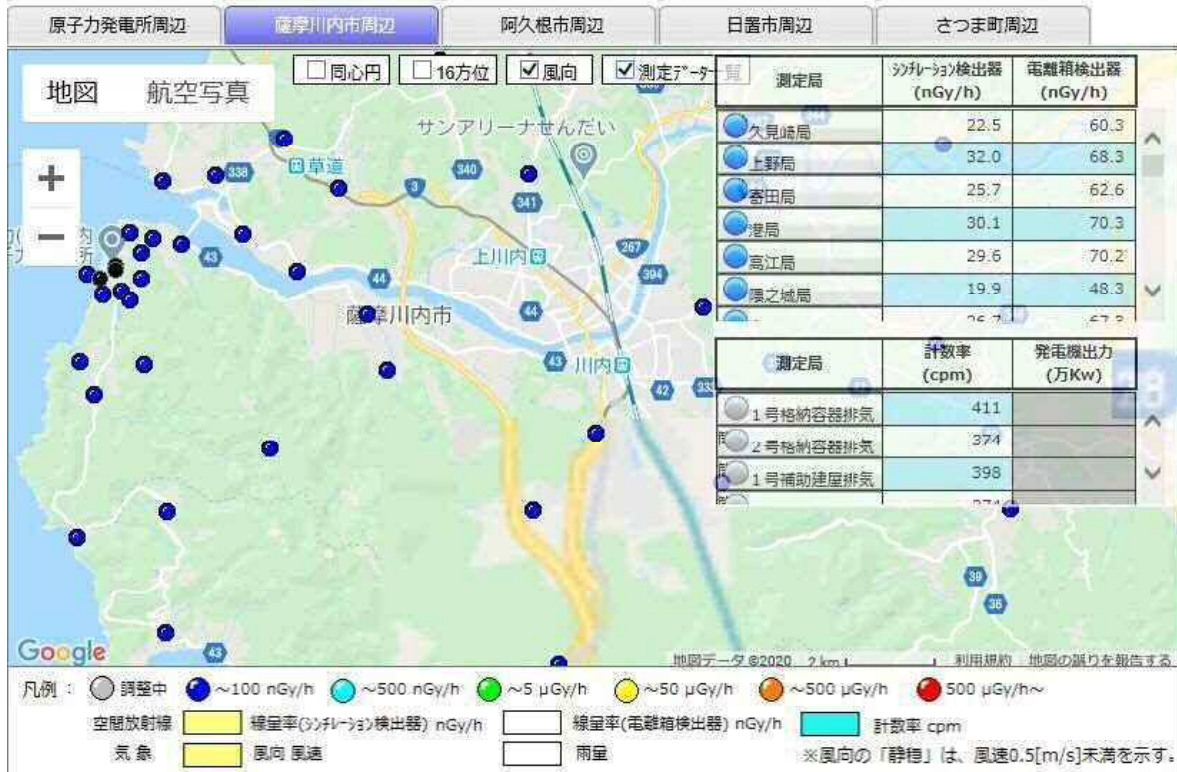 原子力発電所周辺
薩摩川内市周辺
阿久根市周辺
日置市周辺
さつま町周辺
地図 航空写真
同心円
16方位
風向
測定データ一覧
測定局 シンチレーション検出器 (nGy/h) 電離箱検出器 (nGy/h)
久見崎局 22.5 60.3
上野局 32.0 68.3
寄田局 25.7 62.6
港局 30.1 70.3
高江局 29.6 70.2
隈之城局 19.9 48.3
測定局 計数率 (cpm) 発電機出力 (万Kw)
1号格納容器排気 411
2号格納容器排気 374
1号補助建屋排気 398
+
−
サンアリーナせんだい
草道
338
340
3
341
267
上川内
394
43
44
薩摩川内市
44
43
川内
42
333
39
36
43
Google
地図データ©2020 2 km 利用規約 地図の誤りを報告する
凡例 : 調整中 ~100 nGy/h ~500 nGy/h ~5 μGy/h ~50 μGy/h ~500 μGy/h 500 μGy/h~
空間放射線 線量率(シンチレーション検出器) nGy/h 線量率(電離箱検出器) nGy/h 計数率 cpm
気象 風向 風速 雨量 ※風向の「静穏」は、風速0.5[m/s]未満を示す。